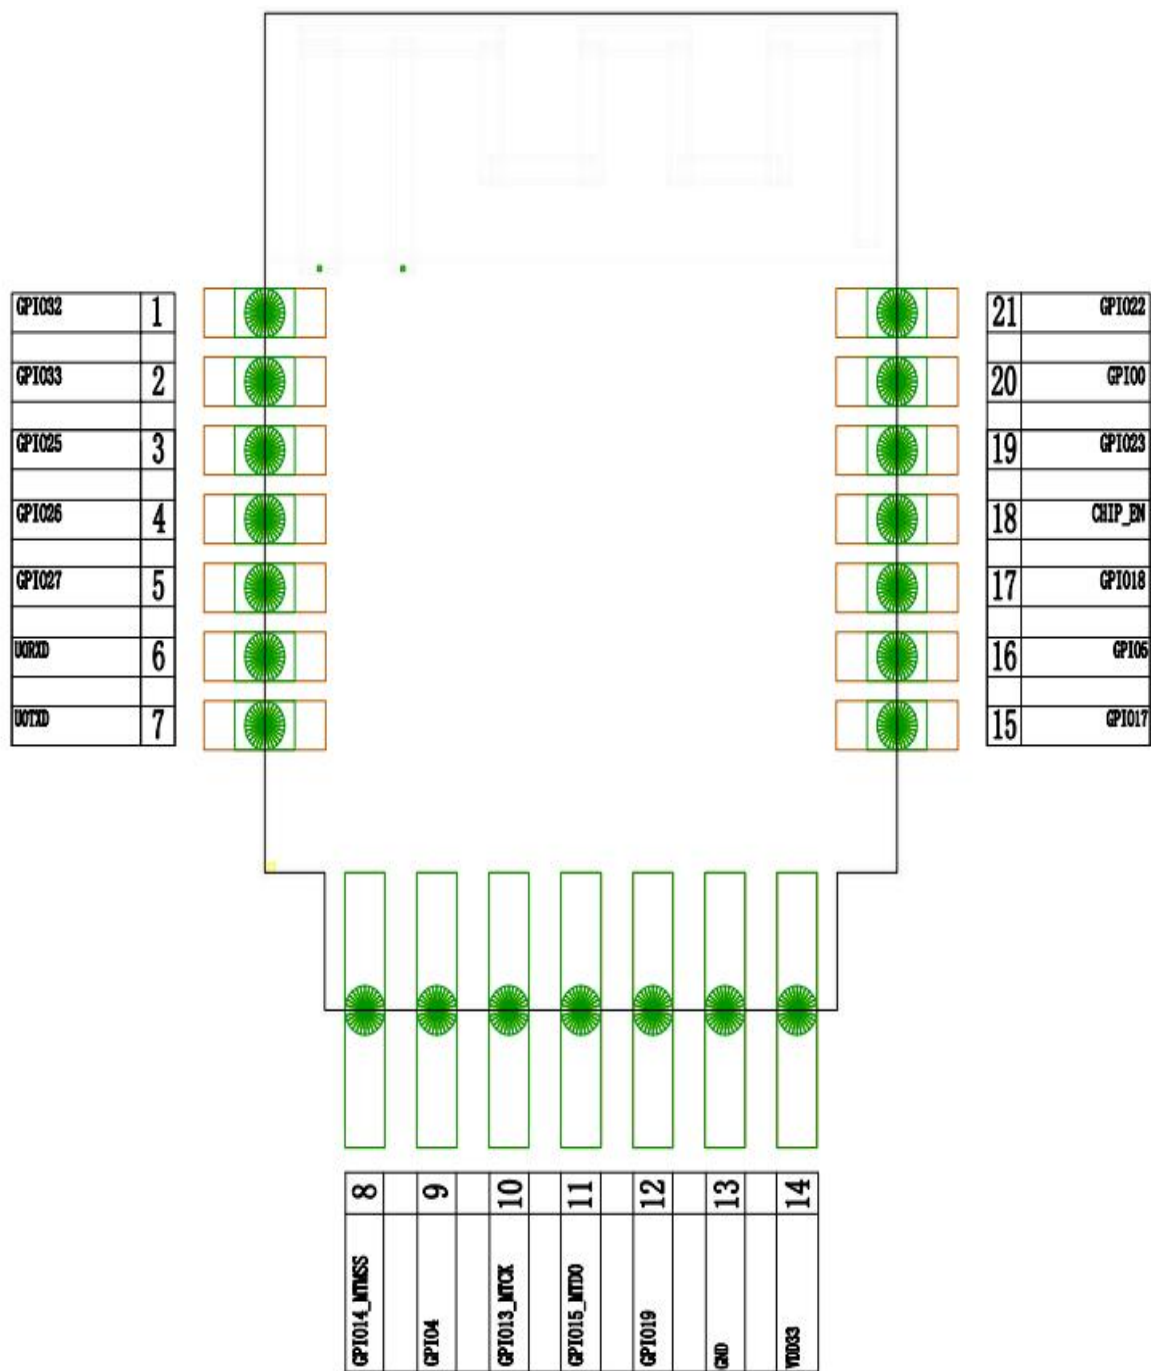 GPIO32 1
GPIO33 2
GPIO25 3
GPIO26 4
GPIO27 5
U0RXD 6
U0TXD 7
21 GPIO22
20 GPIO0
19 GPIO23
18 CHIP_EN
17 GPIO18
16 GPIO5
15 GPIO17
8 GPIO14_MTMSS
9 GPIO4
10 GPIO13_MTCK
11 GPIO15_MTDO
12 GPIO19
13 GND
14 VDD33